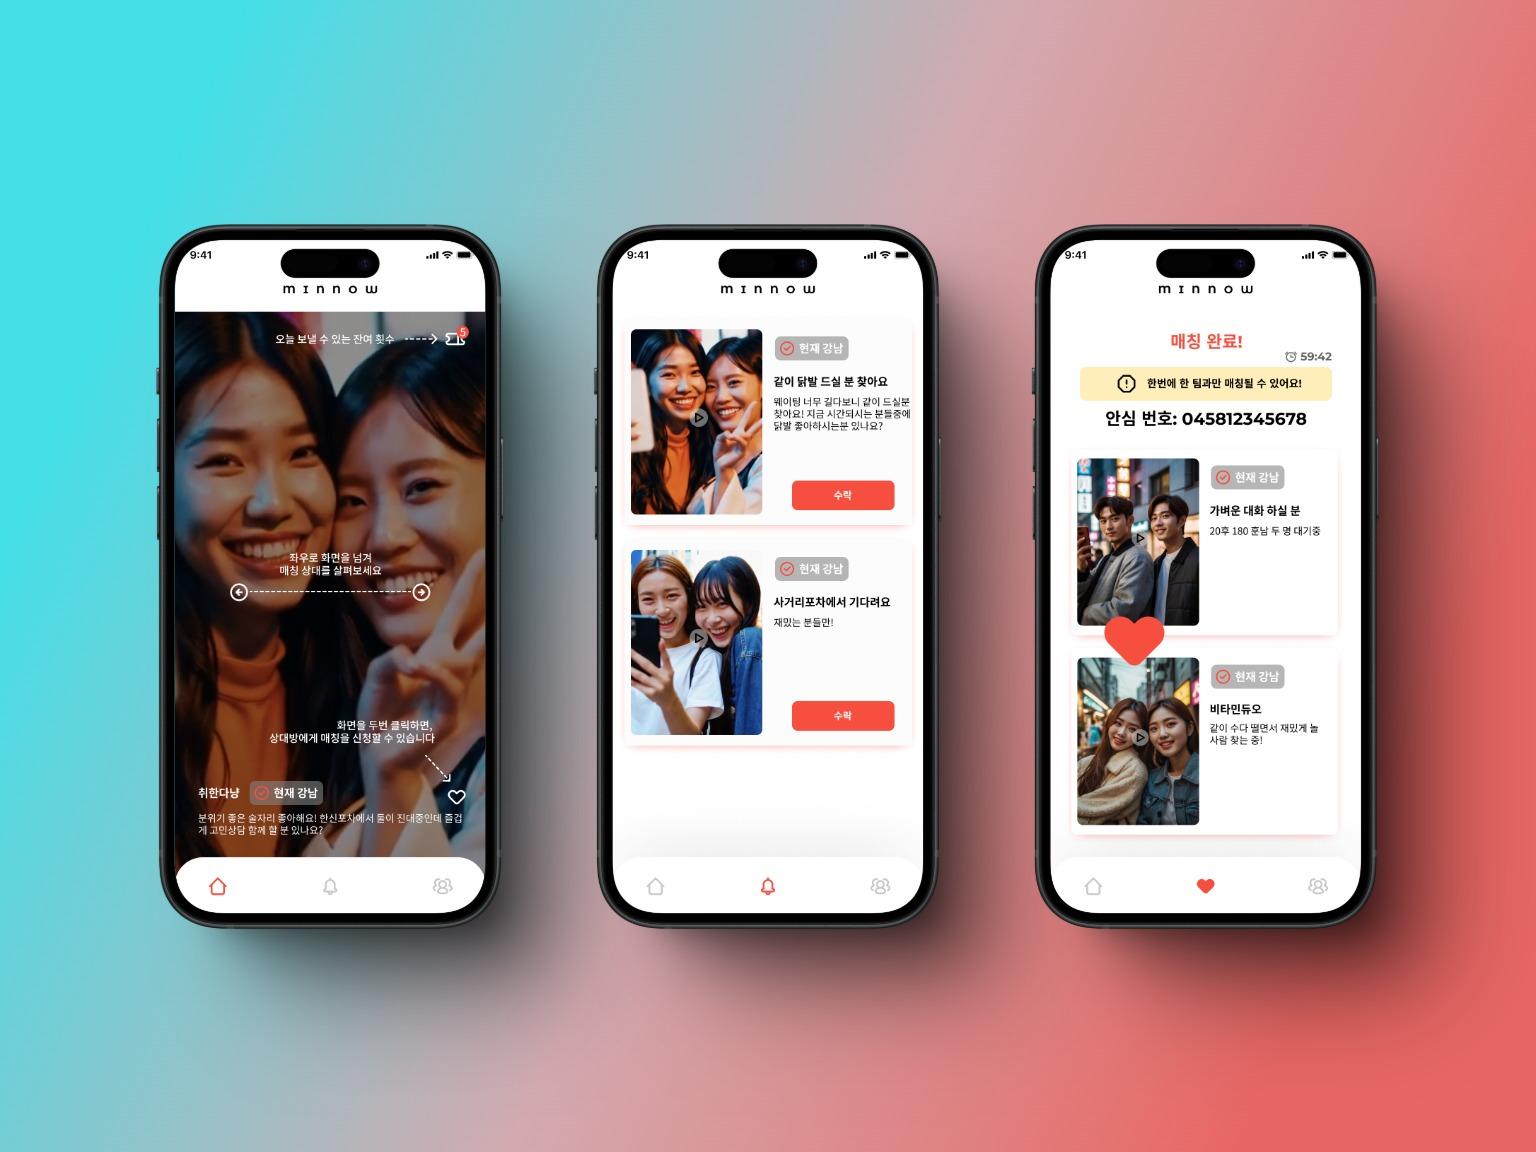 9:41
mınnow
오늘 보낼 수 있는 잔여 횟수
5
좌우로 화면을 넘겨
매칭 상대를 살펴보세요
화면을 두번 클릭하면,
상대방에게 매칭을 신청할 수 있습니다
취한다냥
현재 강남
분위기 좋은 술자리 좋아해요! 한신포차에서 둘이 진대중인데 즐겁
게 고민상담 함께 할 분 있나요?
9:41
mınnow
현재 강남
같이 닭발 드실 분 찾아요
웨이팅 너무 길다보니 같이 드실분
찾아요! 지금 시간되시는 분들중에
닭발 좋아하시는분 있나요?
수락
현재 강남
사거리포차에서 기다려요
재밌는 분들만!
수락
9:41
mınnow
매칭 완료!
59:42
한번에 한 팀과만 매칭될 수 있어요!
안심 번호: 045812345678
현재 강남
가벼운 대화 하실 분
20후 180 훈남 두 명 대기중
현재 강남
비타민듀오
같이 수다 떨면서 재밌게 놀
사람 찾는 중!